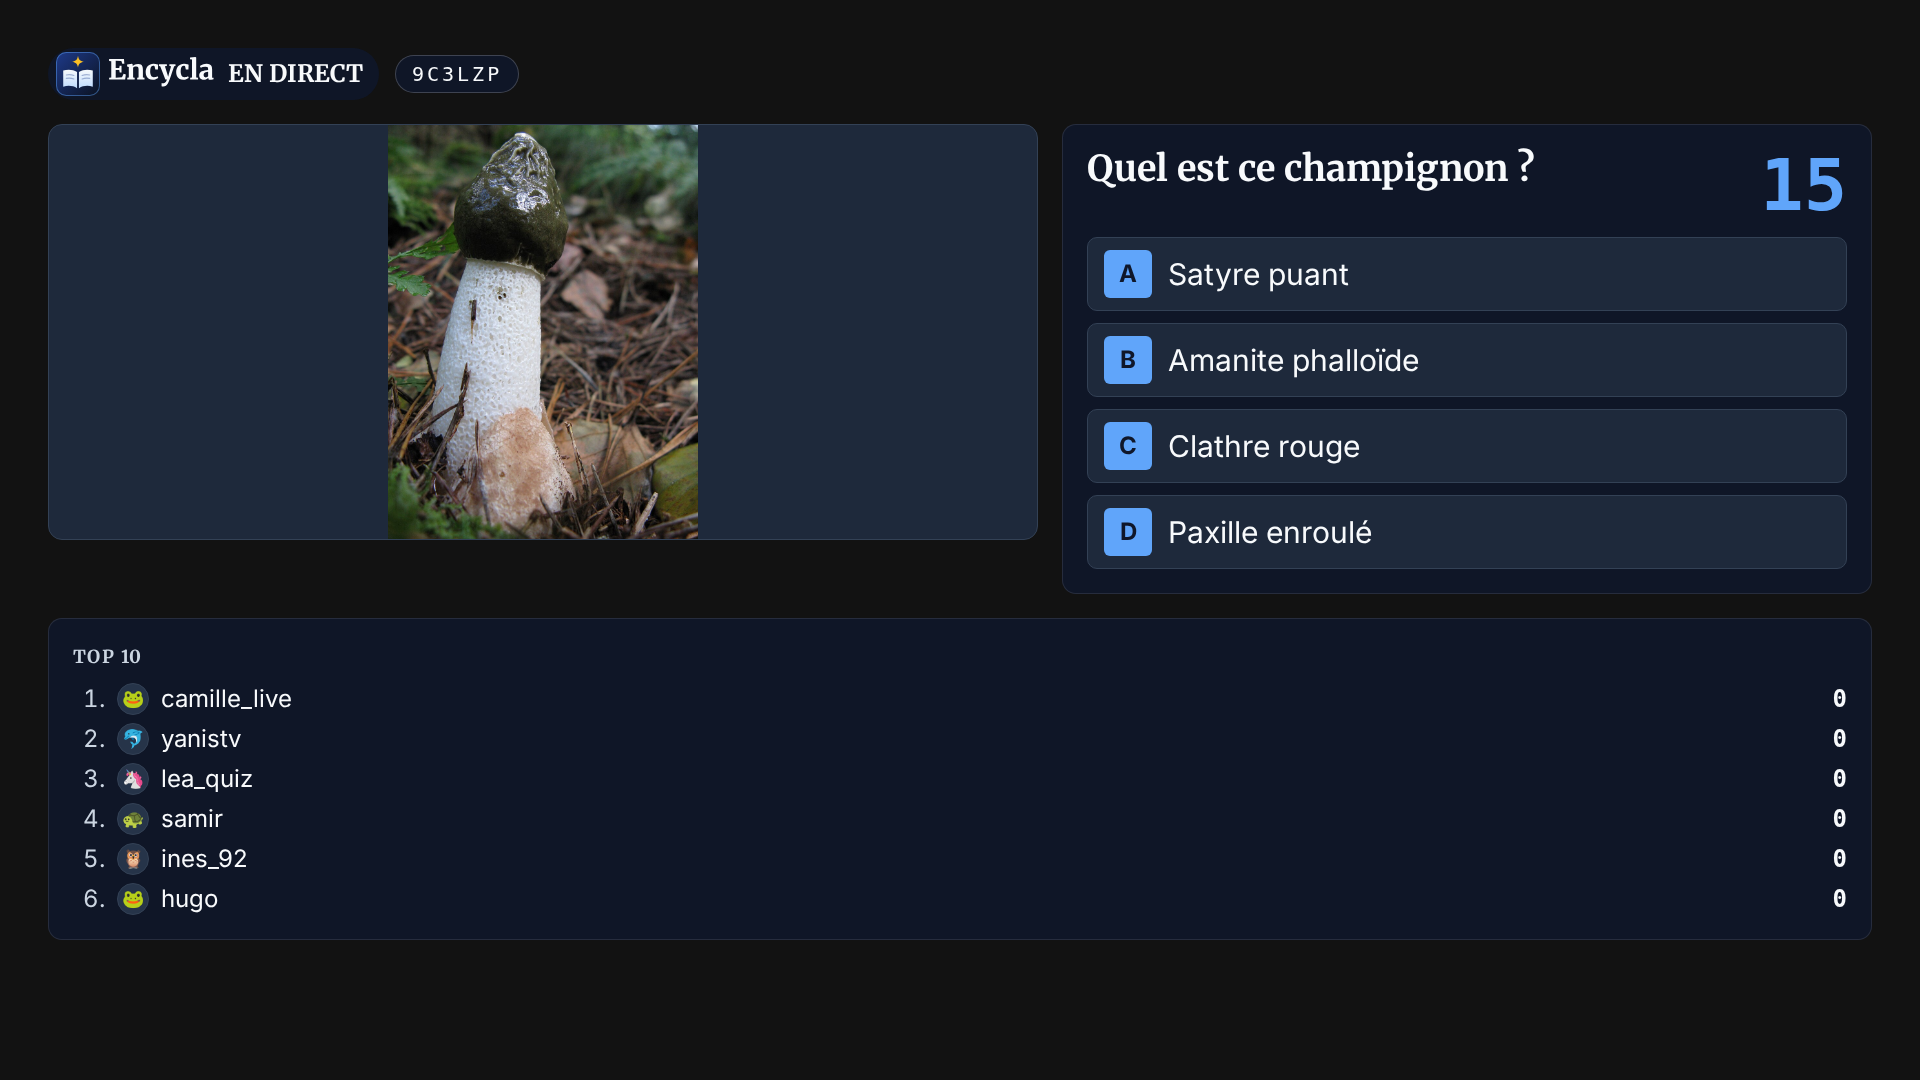 Encycla EN DIRECT 9C3LZP
Quel est ce champignon ?
15
A Satyre puant
B Amanite phalloïde
C Clathre rouge
D Paxille enroulé
TOP 10
1. camille_live 0
2. yanistv 0
3. lea_quiz 0
4. samir 0
5. ines_92 0
6. hugo 0